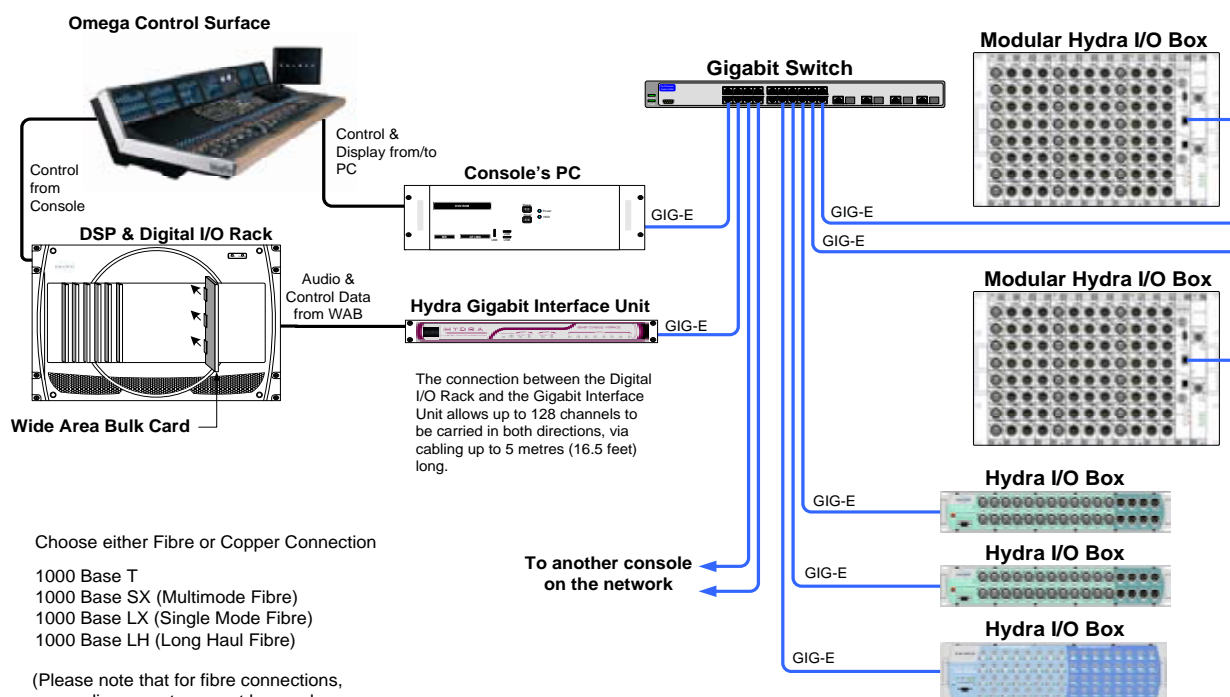 Omega Control Surface
Modular Hydra I/O Box
Gigabit Switch
Control &
Display from/to
PC
Control
from
Console
Console's PC
GIG-E
GIG-E
GIG-E
DSP & Digital I/O Rack
Audio &
Control Data
from WAB
Hydra Gigabit Interface Unit
HYDRA
GIG-E
Modular Hydra I/O Box
The connection between the Digital
I/O Rack and the Gigabit Interface
Unit allows up to 128 channels to
be carried in both directions, via
cabling up to 5 metres (16.5 feet)
long.
Wide Area Bulk Card
Hydra I/O Box
GIG-E
Choose either Fibre or Copper Connection
1000 Base T
1000 Base SX (Multimode Fibre)
1000 Base LX (Single Mode Fibre)
1000 Base LH (Long Haul Fibre)
To another console
on the network
Hydra I/O Box
GIG-E
Hydra I/O Box
GIG-E
(Please note that for fibre connections,